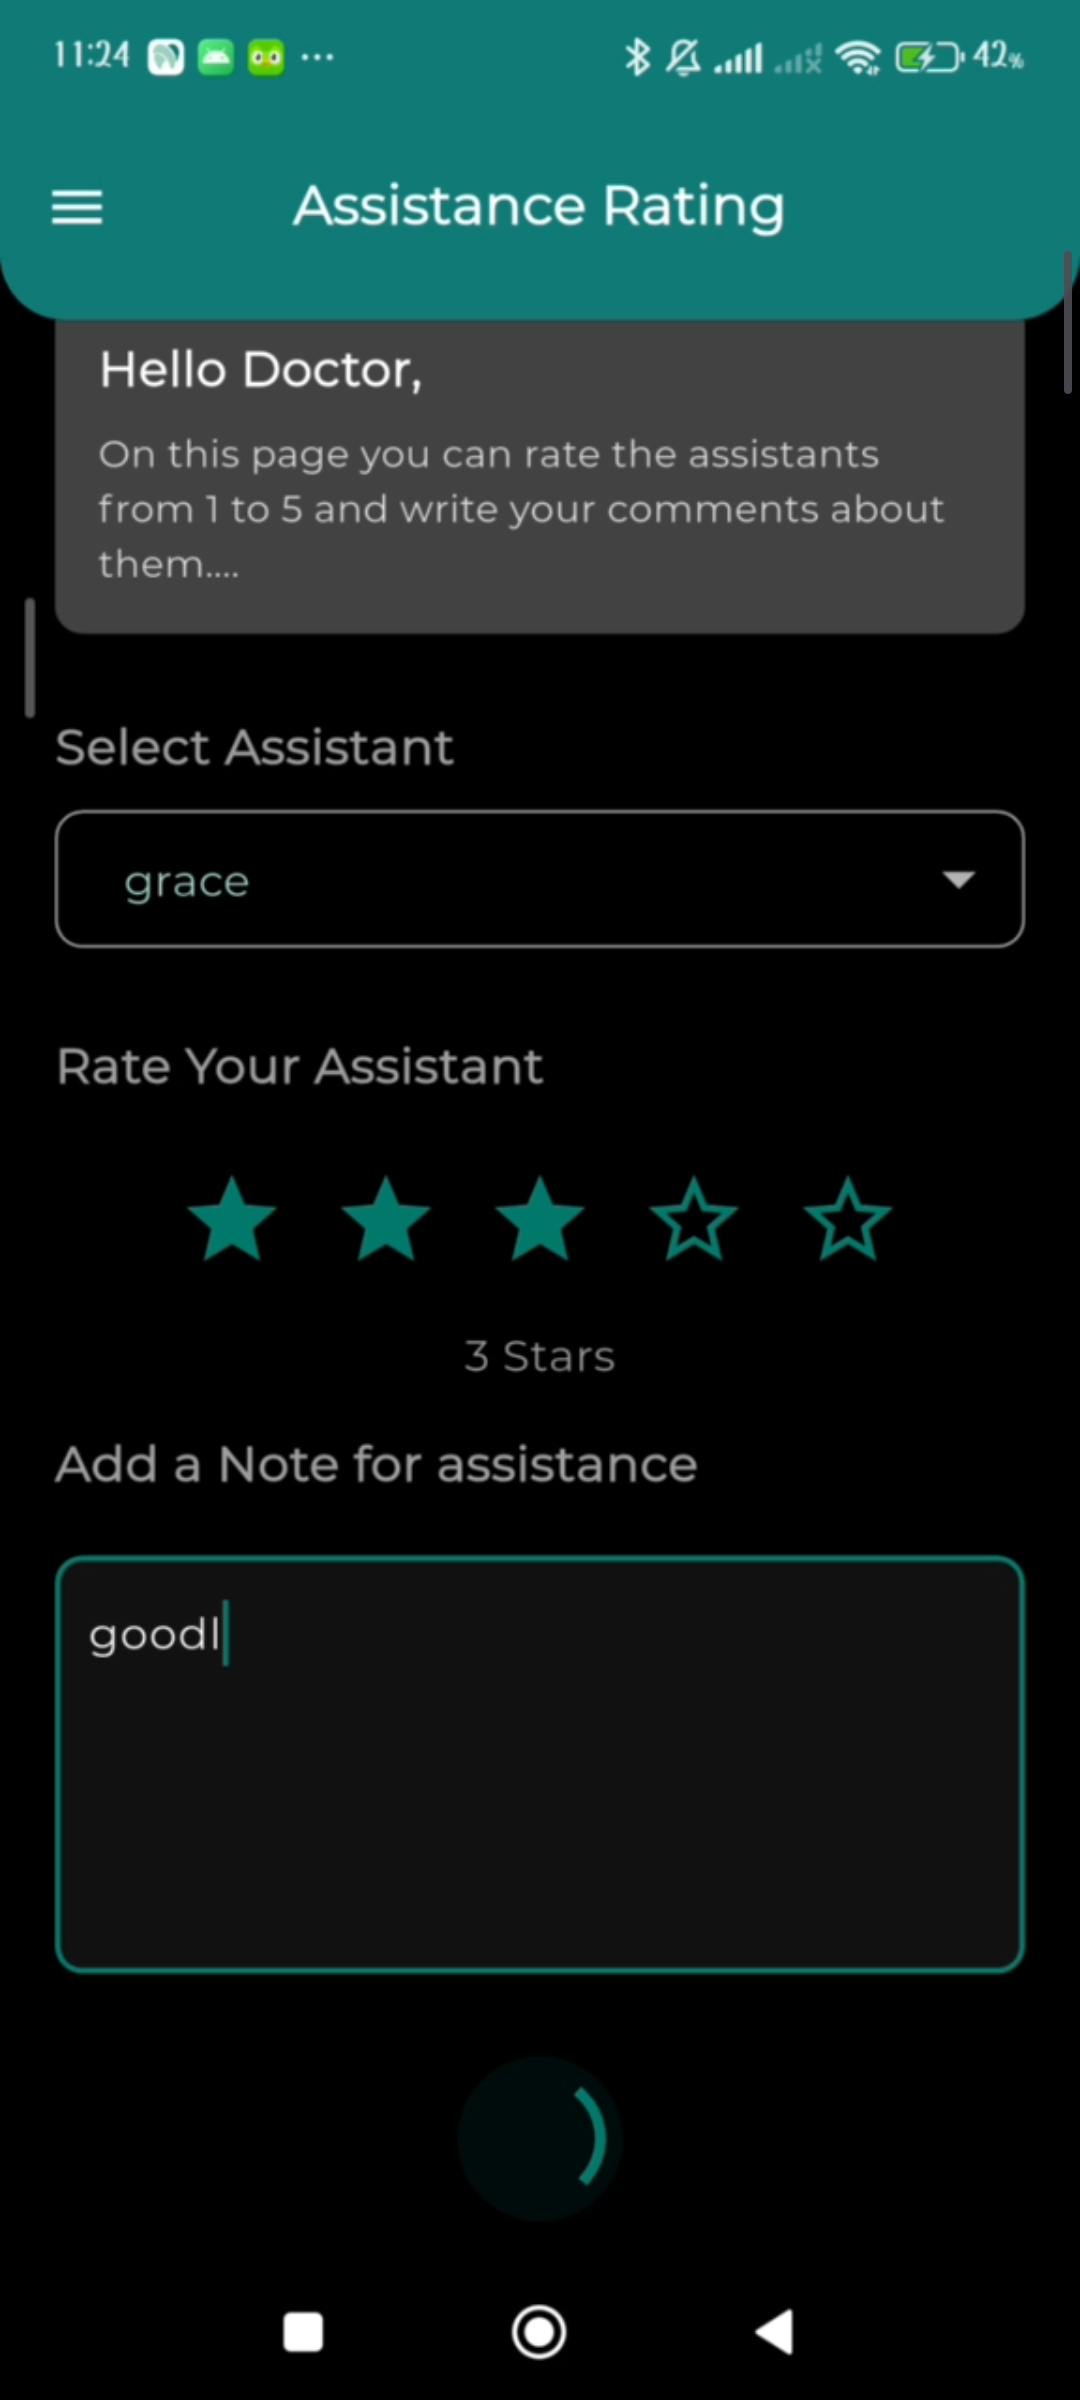 11:24 ... 42%
Assistance Rating
Hello Doctor,
On this page you can rate the assistants
from 1 to 5 and write your comments about
them....
Select Assistant
grace
Rate Your Assistant
3 Stars
Add a Note for assistance
goodl